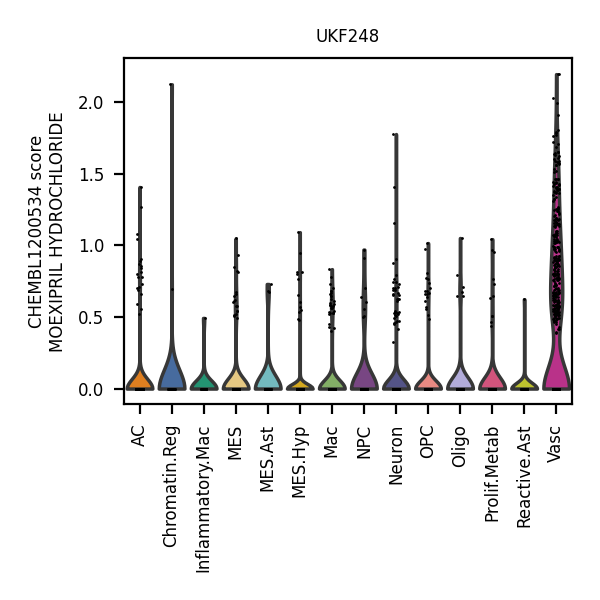 UKF248
CHEMBL1200534 score
MOEXIPRIL HYDROCHLORIDE
2.0
1.5
1.0
0.5
0.0
AC
Chromatin.Reg
Inflammatory.Mac
MES
MES.Ast
MES.Hyp
Mac
NPC
Neuron
OPC
Oligo
Prolif.Metab
Reactive.Ast
Vasc